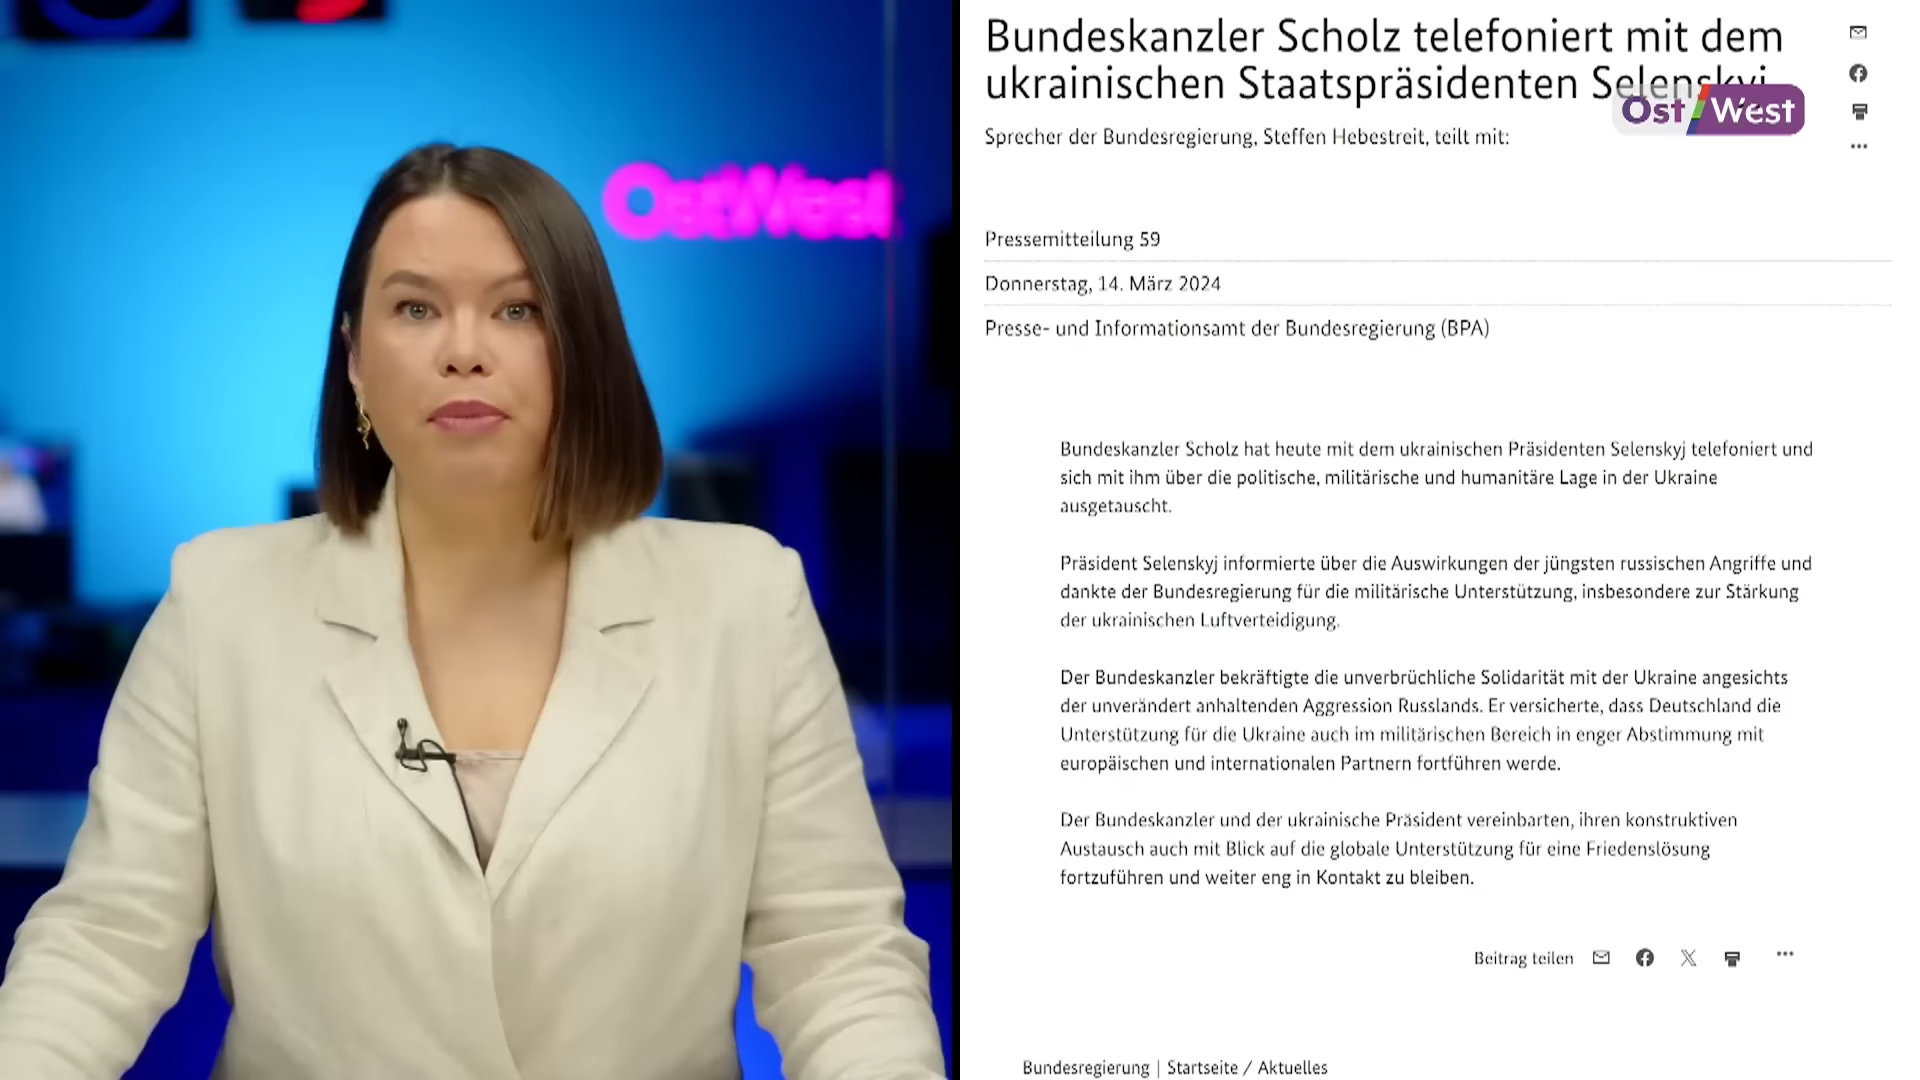 OstWest
Bundeskanzler Scholz telefoniert mit dem
ukrainischen Staatspräsidenten Selenskyj
Ost/West
Sprecher der Bundesregierung, Steffen Hebestreit, teilt mit:
Pressemitteilung 59
Donnerstag, 14. März 2024
Presse- und Informationsamt der Bundesregierung (BPA)
Bundeskanzler Scholz hat heute mit dem ukrainischen Präsidenten Selenskyj telefoniert und
sich mit ihm über die politische, militärische und humanitäre Lage in der Ukraine
ausgetauscht.
Präsident Selenskyj informierte über die Auswirkungen der jüngsten russischen Angriffe und
dankte der Bundesregierung für die militärische Unterstützung, insbesondere zur Stärkung
der ukrainischen Luftverteidigung.
Der Bundeskanzler bekräftigte die unverbrüchliche Solidarität mit der Ukraine angesichts
der unverändert anhaltenden Aggression Russlands. Er versicherte, dass Deutschland die
Unterstützung für die Ukraine auch im militärischen Bereich in enger Abstimmung mit
europäischen und internationalen Partnern fortführen werde.
Der Bundeskanzler und der ukrainische Präsident vereinbarten, ihren konstruktiven
Austausch auch mit Blick auf die globale Unterstützung für eine Friedenslösung
fortzuführen und weiter eng in Kontakt zu bleiben.
Beitrag teilen
Bundesregierung | Startseite / Aktuelles